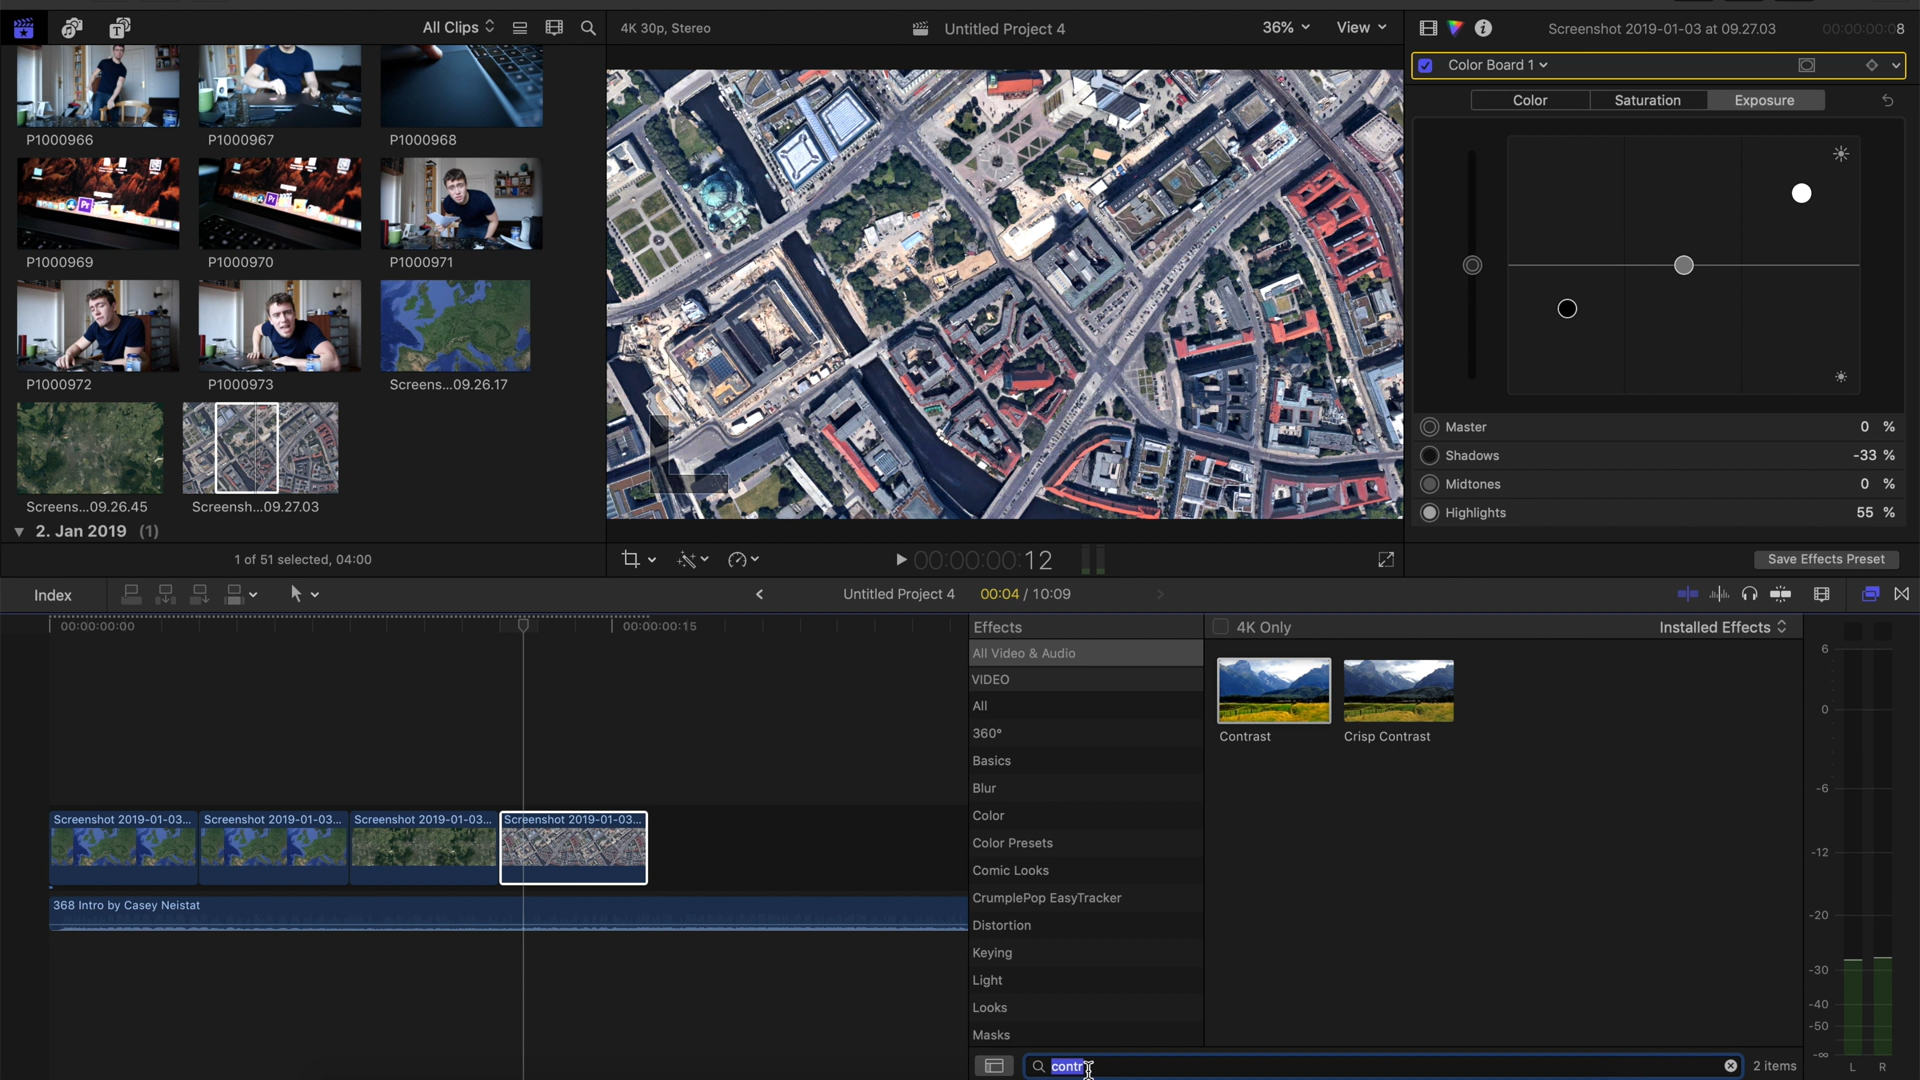 All Clips
4K 30p, Stereo
Untitled Project 4
36%
View
Screenshot 2019-01-03 at 09.27.03
00:00:00:08
Color Board 1
Color
Saturation
Exposure
P1000966
P1000967
P1000968
P1000969
P1000970
P1000971
P1000972
P1000973
Screens...09.26.17
Screens...09.26.45
Screensh...09.27.03
2. Jan 2019 (1)
Master
0 %
Shadows
-33 %
Midtones
0 %
Highlights
55 %
1 of 51 selected, 04:00
00:00:00:12
Save Effects Preset
Index
Untitled Project 4
00:04 / 10:09
00:00:00:00
00:00:00:15
Effects
4K Only
Installed Effects
All Video & Audio
VIDEO
All
360°
Basics
Blur
Color
Color Presets
Comic Looks
CrumplePop EasyTracker
Distortion
Keying
Light
Looks
Masks
Contrast
Crisp Contrast
Screenshot 2019-01-03...
Screenshot 2019-01-03...
Screenshot 2019-01-03...
Screenshot 2019-01-03...
368 Intro by Casey Neistat
contr
2 items
6
0
-6
-12
-20
-30
-40
-50
-∞
L
R